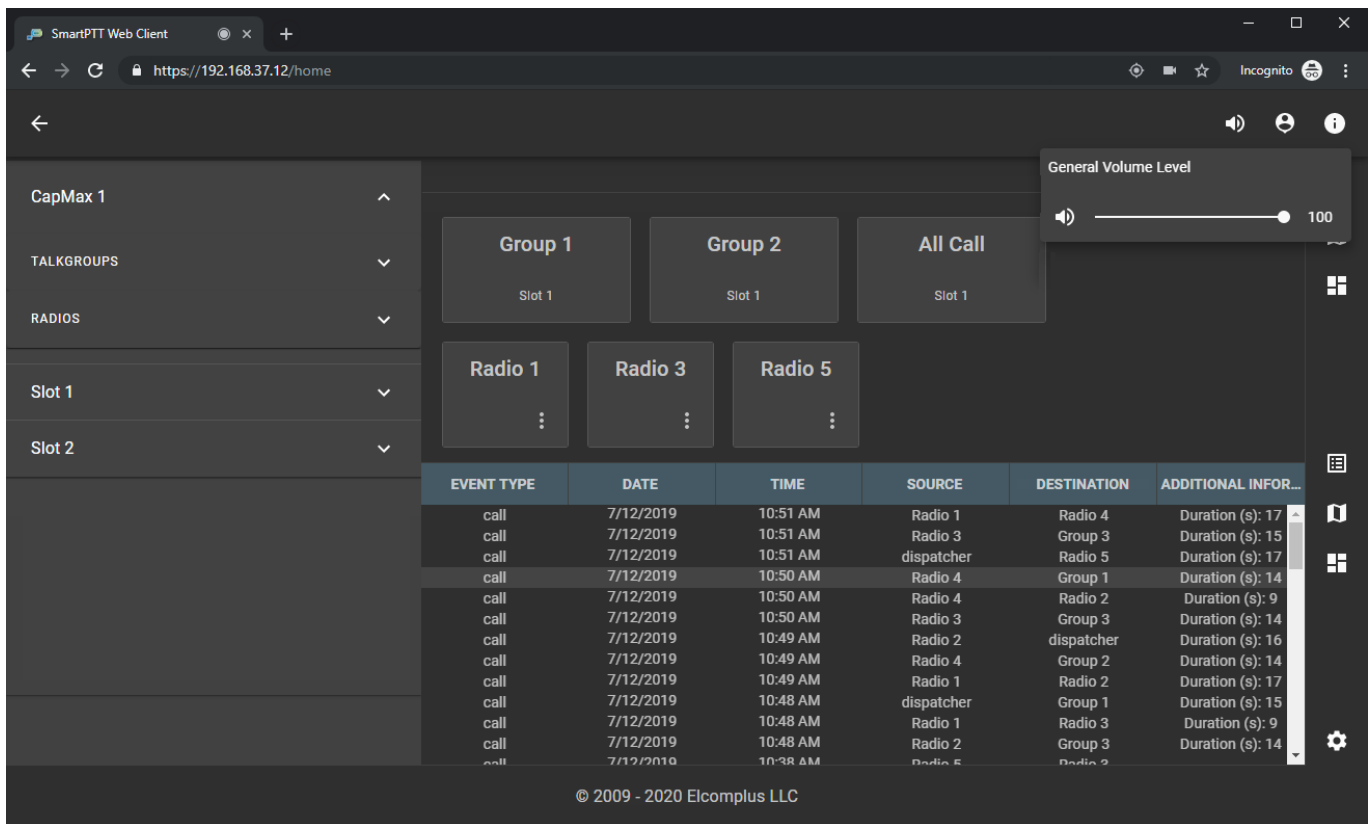 SmartPTT Web Client
https://192.168.37.12/home
Incognito
General Volume Level
100
CapMax 1
TALKGROUPS
RADIOS
Slot 1
Slot 2
Group 1
Slot 1
Group 2
Slot 1
All Call
Slot 1
Radio 1
Radio 3
Radio 5
EVENT TYPE DATE TIME SOURCE DESTINATION ADDITIONAL INFOR...
call 7/12/2019 10:51 AM Radio 1 Radio 4 Duration (s): 17
call 7/12/2019 10:51 AM Radio 3 Group 3 Duration (s): 15
call 7/12/2019 10:51 AM dispatcher Radio 5 Duration (s): 17
call 7/12/2019 10:50 AM Radio 4 Group 1 Duration (s): 14
call 7/12/2019 10:50 AM Radio 4 Radio 2 Duration (s): 9
call 7/12/2019 10:50 AM Radio 3 Group 3 Duration (s): 14
call 7/12/2019 10:49 AM Radio 2 dispatcher Duration (s): 16
call 7/12/2019 10:49 AM Radio 4 Group 2 Duration (s): 14
call 7/12/2019 10:49 AM Radio 1 Radio 2 Duration (s): 17
call 7/12/2019 10:48 AM dispatcher Group 1 Duration (s): 15
call 7/12/2019 10:48 AM Radio 1 Radio 3 Duration (s): 9
call 7/12/2019 10:48 AM Radio 2 Group 3 Duration (s): 14
call 7/12/2019 10:38 AM Radio 5
© 2009 - 2020 Elcomplus LLC